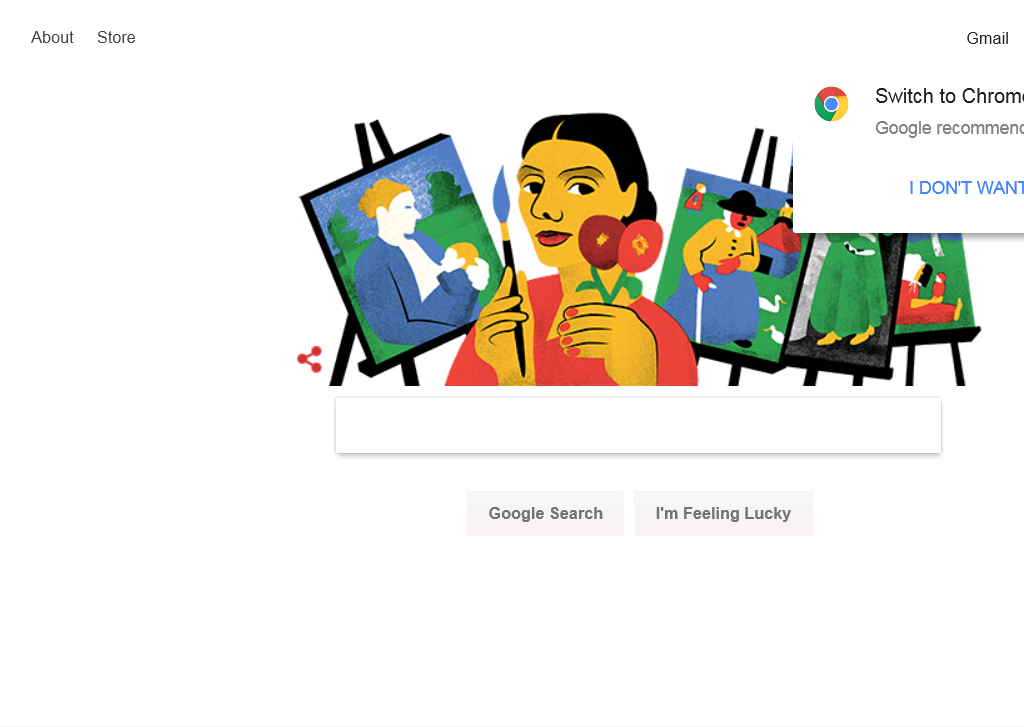 About Store Gmail
Switch to Chrome
Google recommend
I DON'T WANT
Google Search I'm Feeling Lucky